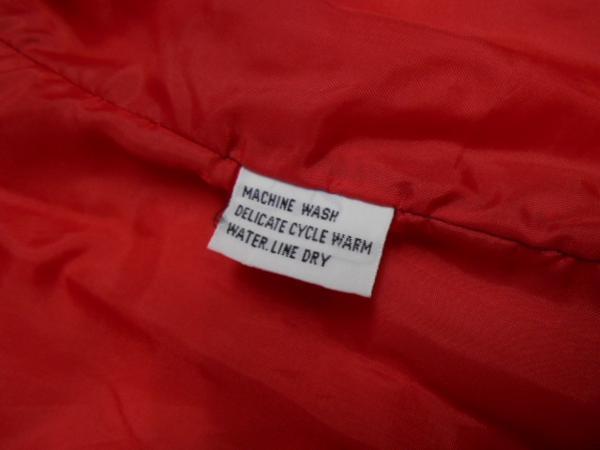 MACHINE WASH
DELICATE CYCLE WARM
WATER. LINE DRY